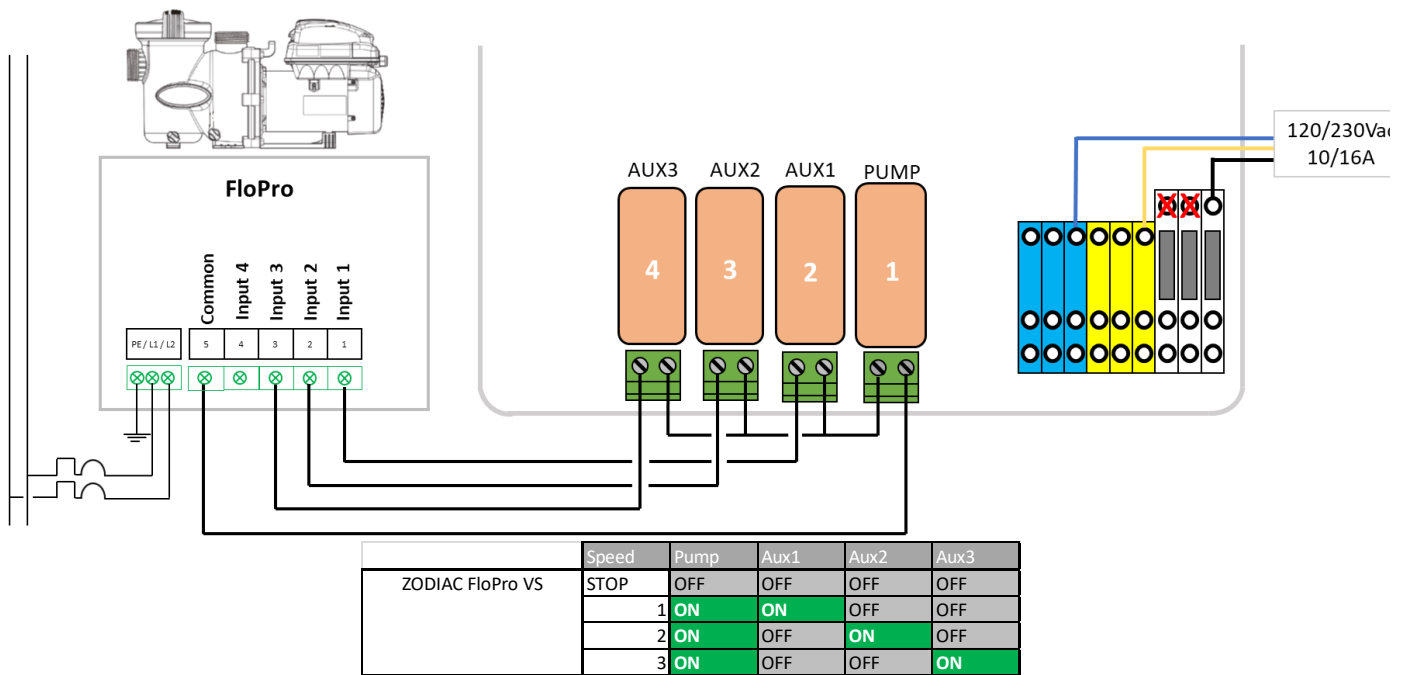 120/230Vac
10/16A
AUX3 AUX2 AUX1 PUMP
FloPro
4 3 2 1
Common
Input 4
Input 3
Input 2
Input 1
PE / L1 / L2 5 4 3 2 1
Speed Pump Aux1 Aux2 Aux3
ZODIAC FloPro VS STOP OFF OFF OFF OFF
1 ON ON OFF OFF
2 ON OFF ON OFF
3 ON OFF OFF ON